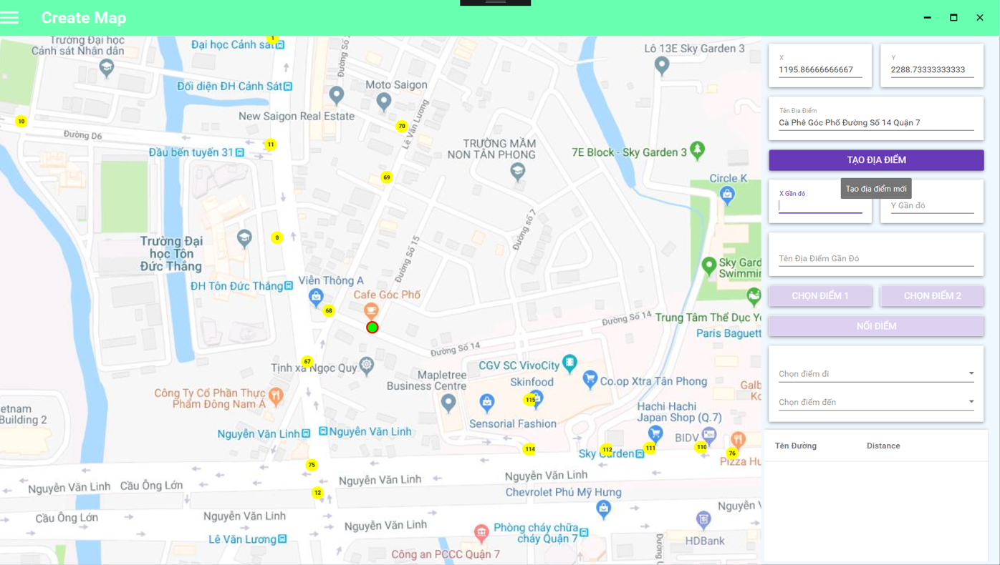 Create Map
Trường Đại học
Cảnh sát Nhân dân
1
Đại học Cảnh sát
Đối diện ĐH Cảnh Sát
Lô 13E Sky Garden 3
Moto Saigon
New Saigon Real Estate
10
Đường D6
70
Lê Văn Lương
11
Đầu bến tuyến 31
TRƯỜNG MẦM
NON TÂN PHONG
7E Block - Sky Garden 3
69
Circle K
Đường số 7
0
Trường Đại
học Tôn
Đức Thắng
Đường Số 15
ĐH Tôn Đức Thắng
Viễn Thông A
Cafe Góc Phố
68
Sky Gard
Swimmin
Đường Số 14
Trung Tâm Thể Dục
Paris Baguett
Đường Số 14
67
Tịnh xá Ngọc Quy
CGV SC VivoCity
Mapletree
Business Centre
Skinfood
Co.op Xtra Tân Phong
115
Công Ty Cổ Phần Thực
Phẩm Đông Nam Á
etnam
Building 2
Sensorial Fashion
Hachi Hachi
Japan Shop (Q.7)
Galb
Nguyễn Văn Linh
Nguyễn Văn Linh
BIDV
114
112
111
110
76
Sky Garden
Pizza Hu
75
Nguyễn Văn Linh
Cầu Ông Lớn
Nguyễn Văn Linh
Nguyễn Văn Linh
12
Chevrolet Phú Mỹ Hưng
Cầu Ông Lớn
Nguyễn Văn Linh
Nguyễn Văn Linh
Nguyễn V
Lê Văn Lương
Phòng cháy chữa
cháy Quận 7
HDBank
Công an PCCC Quận 7
X
1195.86666666667
Y
2288.73333333333
Tên Địa Điểm
Cà Phê Góc Phố Đường Số 14 Quận 7
TẠO ĐỊA ĐIỂM
Tạo địa điểm mới
X Gần đó
Y Gần đó
Tên Địa Điểm Gần Đó
CHỌN ĐIỂM 1
CHỌN ĐIỂM 2
NỐI ĐIỂM
Chọn điểm đi
Chọn điểm đến
Tên Đường
Distance